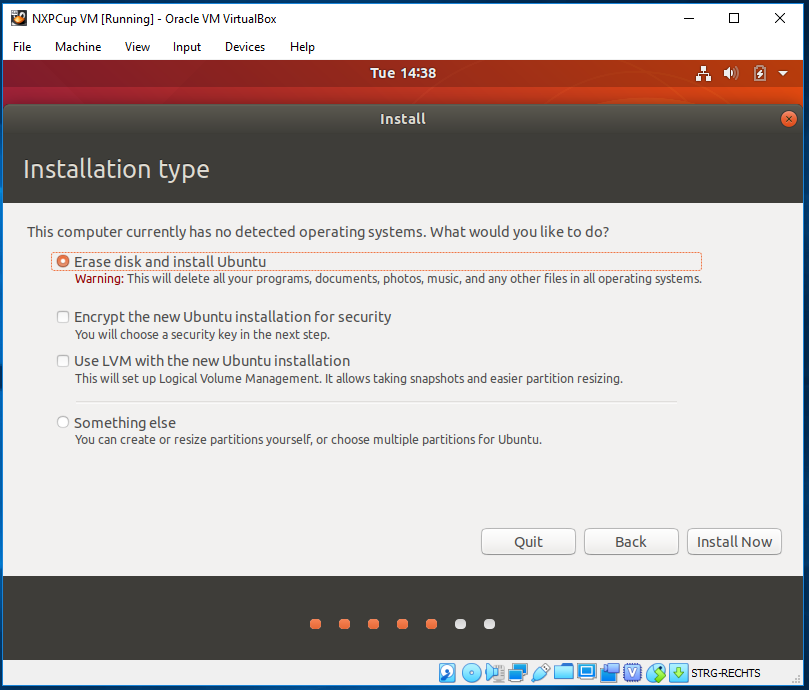 NXPCup VM [Running] - Oracle VM VirtualBox
File Machine View Input Devices Help
Tue 14:38
Install
Installation type
This computer currently has no detected operating systems. What would you like to do?
Erase disk and install Ubuntu
Warning: This will delete all your programs, documents, photos, music, and any other files in all operating systems.
Encrypt the new Ubuntu installation for security
You will choose a security key in the next step.
Use LVM with the new Ubuntu installation
This will set up Logical Volume Management. It allows taking snapshots and easier partition resizing.
Something else
You can create or resize partitions yourself, or choose multiple partitions for Ubuntu.
Quit Back Install Now
STRG-RECHTS